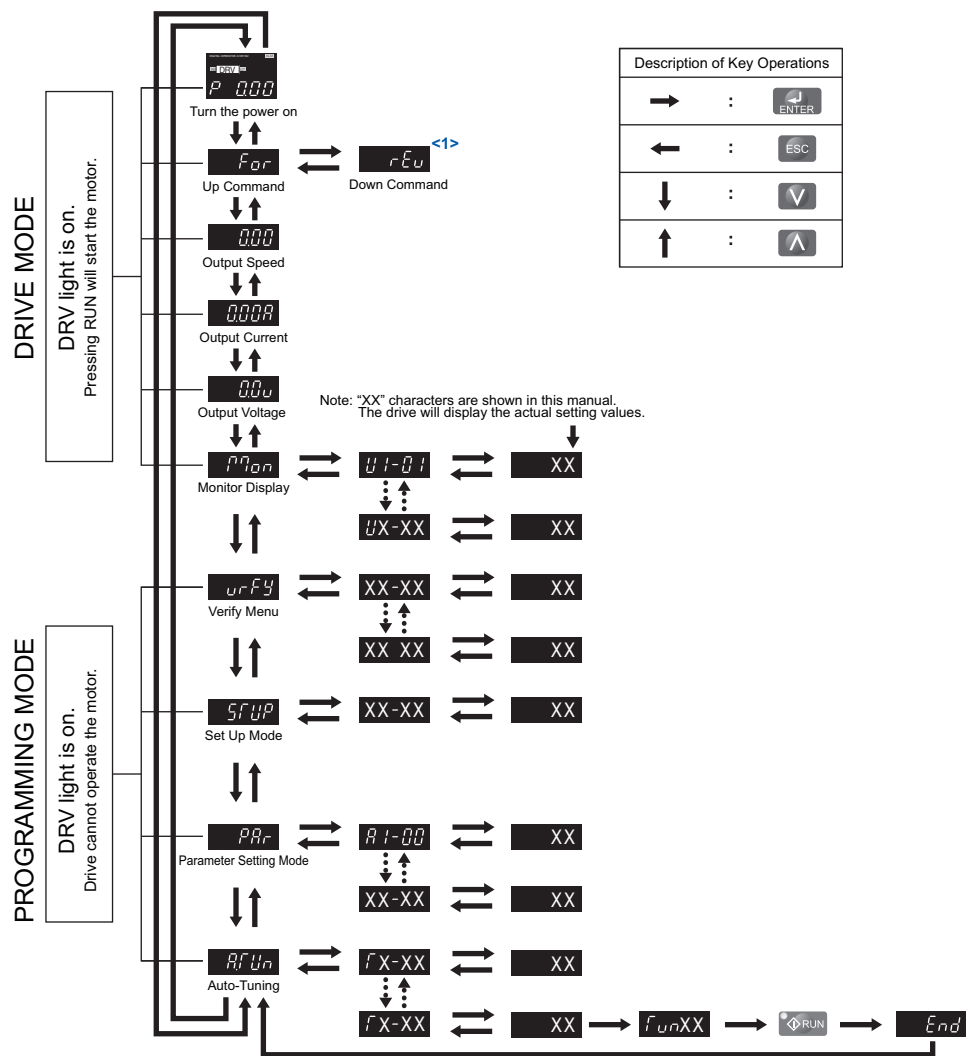 DRIVE MODE
DRV light is on.
Pressing RUN will start the motor.
DRV
P 0.00
Turn the power on
For
Up Command
rEv
<1>
Down Command
0.00
Output Speed
0.00A
Output Current
0.0v
Output Voltage
Note: “XX” characters are shown in this manual.
The drive will display the actual setting values.
Mon
Monitor Display
U1-01
XX
UX-XX
XX
PROGRAMMING MODE
DRV light is on.
Drive cannot operate the motor.
vrFY
Verify Menu
XX-XX
XX
XX XX
XX
STUP
Set Up Mode
XX-XX
XX
PAr
Parameter Setting Mode
A1-00
XX
XX-XX
XX
A.TUn
Auto-Tuning
TX-XX
XX
TX-XX
XX
TunXX
RUN
End
Description of Key Operations
→ : ENTER
← : ESC
↓ : V
↑ : Λ